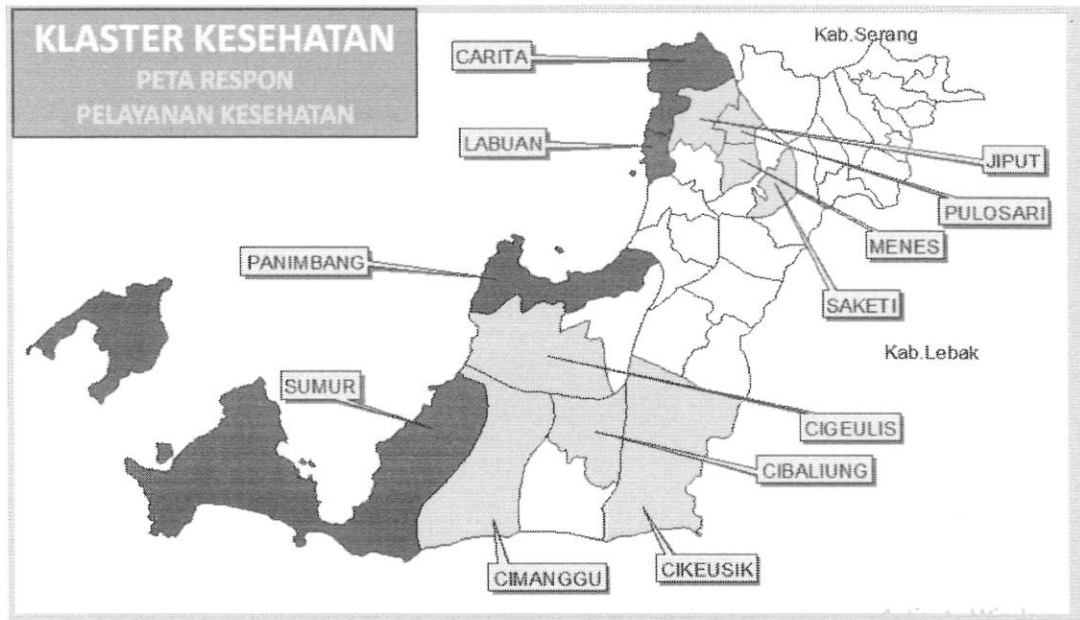 KLASTER KESEHATAN
PETA RESPON
PELAYANAN KESEHATAN
Kab.Serang
CARITA
LABUAN
JIPUT
PULOSARI
MENES
PANIMBANG
SAKETI
Kab.Lebak
SUMUR
CIGEULIS
CIBALIUNG
CIKEUSIK
CIMANGGU